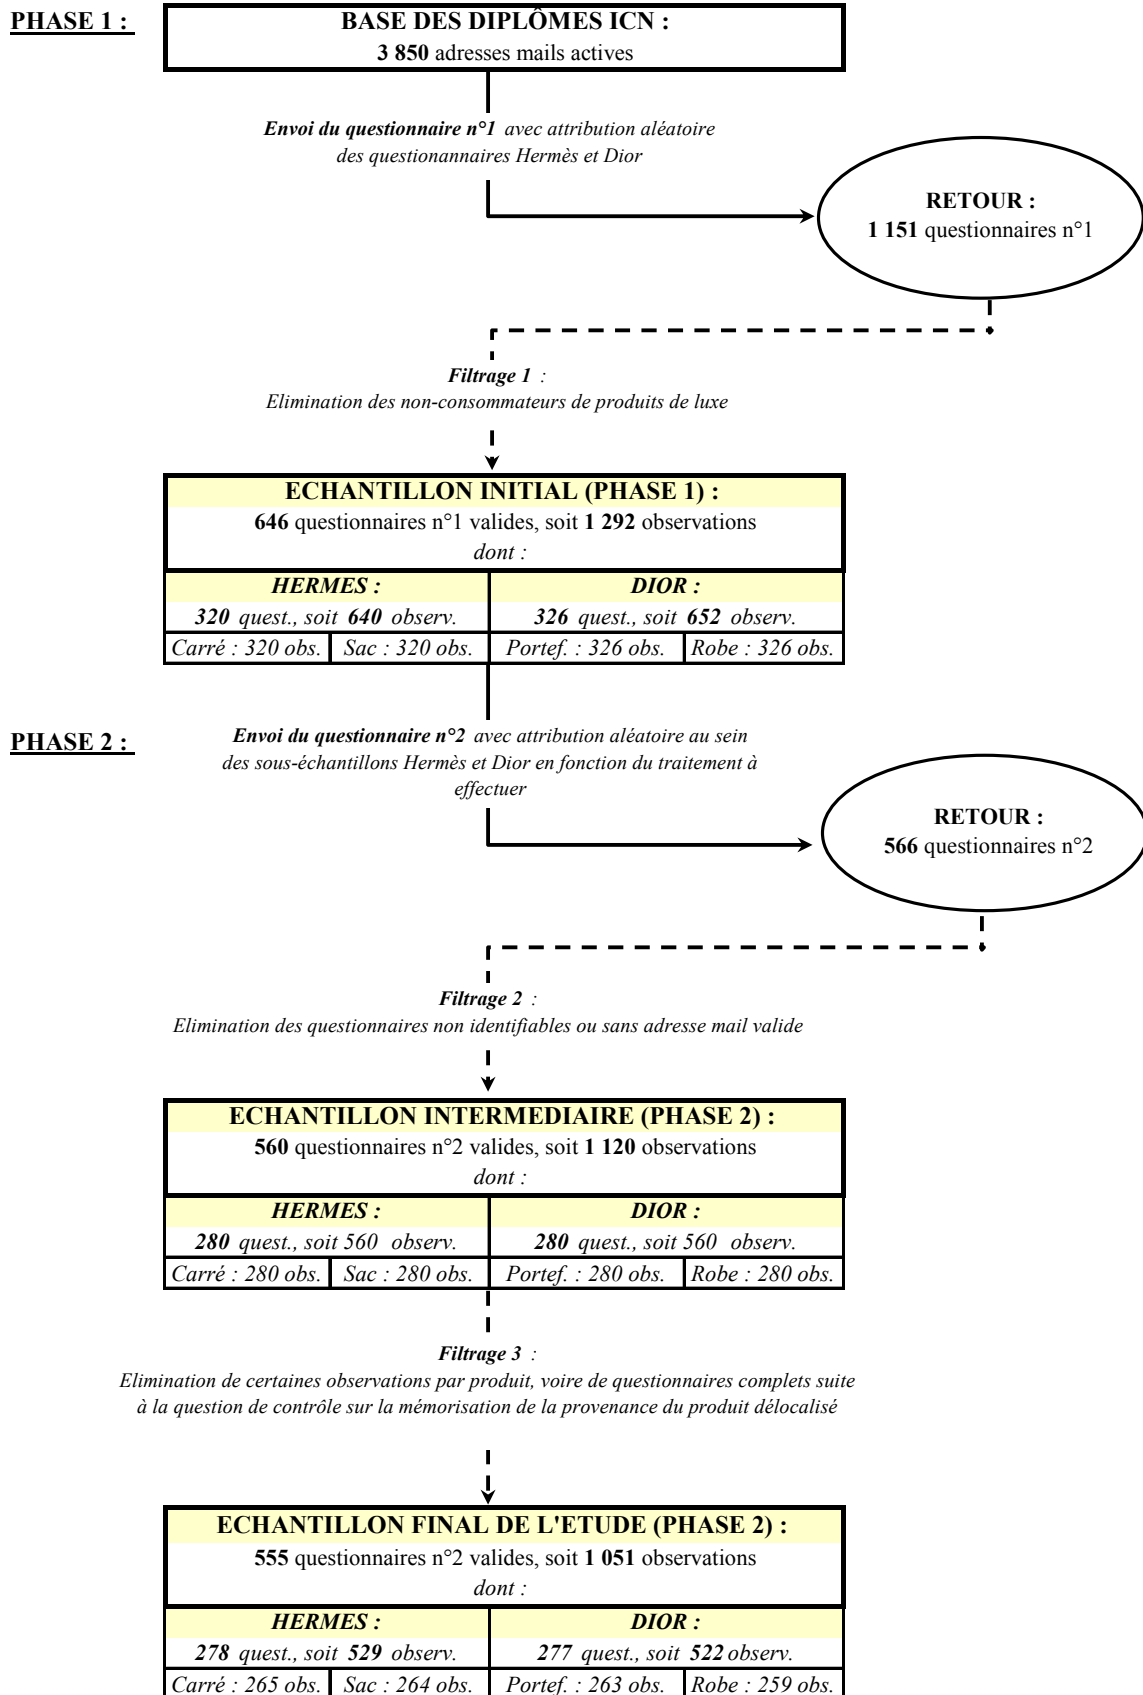 PHASE 1 :
BASE DES DIPLÔMES ICN :
3 850 adresses mails actives
Envoi du questionnaire n°1 avec attribution aléatoire
des questionannaires Hermès et Dior
RETOUR :
1 151 questionnaires n°1
Filtrage 1 :
Elimination des non-consommateurs de produits de luxe
ECHANTILLON INITIAL (PHASE 1) :
646 questionnaires n°1 valides, soit 1 292 observations
dont :
HERMES : DIOR :
320 quest., soit 640 observ. 326 quest., soit 652 observ.
Carré : 320 obs. Sac : 320 obs. Portef. : 326 obs. Robe : 326 obs.
PHASE 2 :
Envoi du questionnaire n°2 avec attribution aléatoire au sein
des sous-échantillons Hermès et Dior en fonction du traitement à
effectuer
RETOUR :
566 questionnaires n°2
Filtrage 2 :
Elimination des questionnaires non identifiables ou sans adresse mail valide
ECHANTILLON INTERMEDIAIRE (PHASE 2) :
560 questionnaires n°2 valides, soit 1 120 observations
dont :
HERMES : DIOR :
280 quest., soit 560 observ. 280 quest., soit 560 observ.
Carré : 280 obs. Sac : 280 obs. Portef. : 280 obs. Robe : 280 obs.
Filtrage 3 :
Elimination de certaines observations par produit, voire de questionnaires complets suite
à la question de contrôle sur la mémorisation de la provenance du produit délocalisé
ECHANTILLON FINAL DE L'ETUDE (PHASE 2) :
555 questionnaires n°2 valides, soit 1 051 observations
dont :
HERMES : DIOR :
278 quest., soit 529 observ. 277 quest., soit 522 observ.
Carré : 265 obs. Sac : 264 obs. Portef. : 263 obs. Robe : 259 obs.